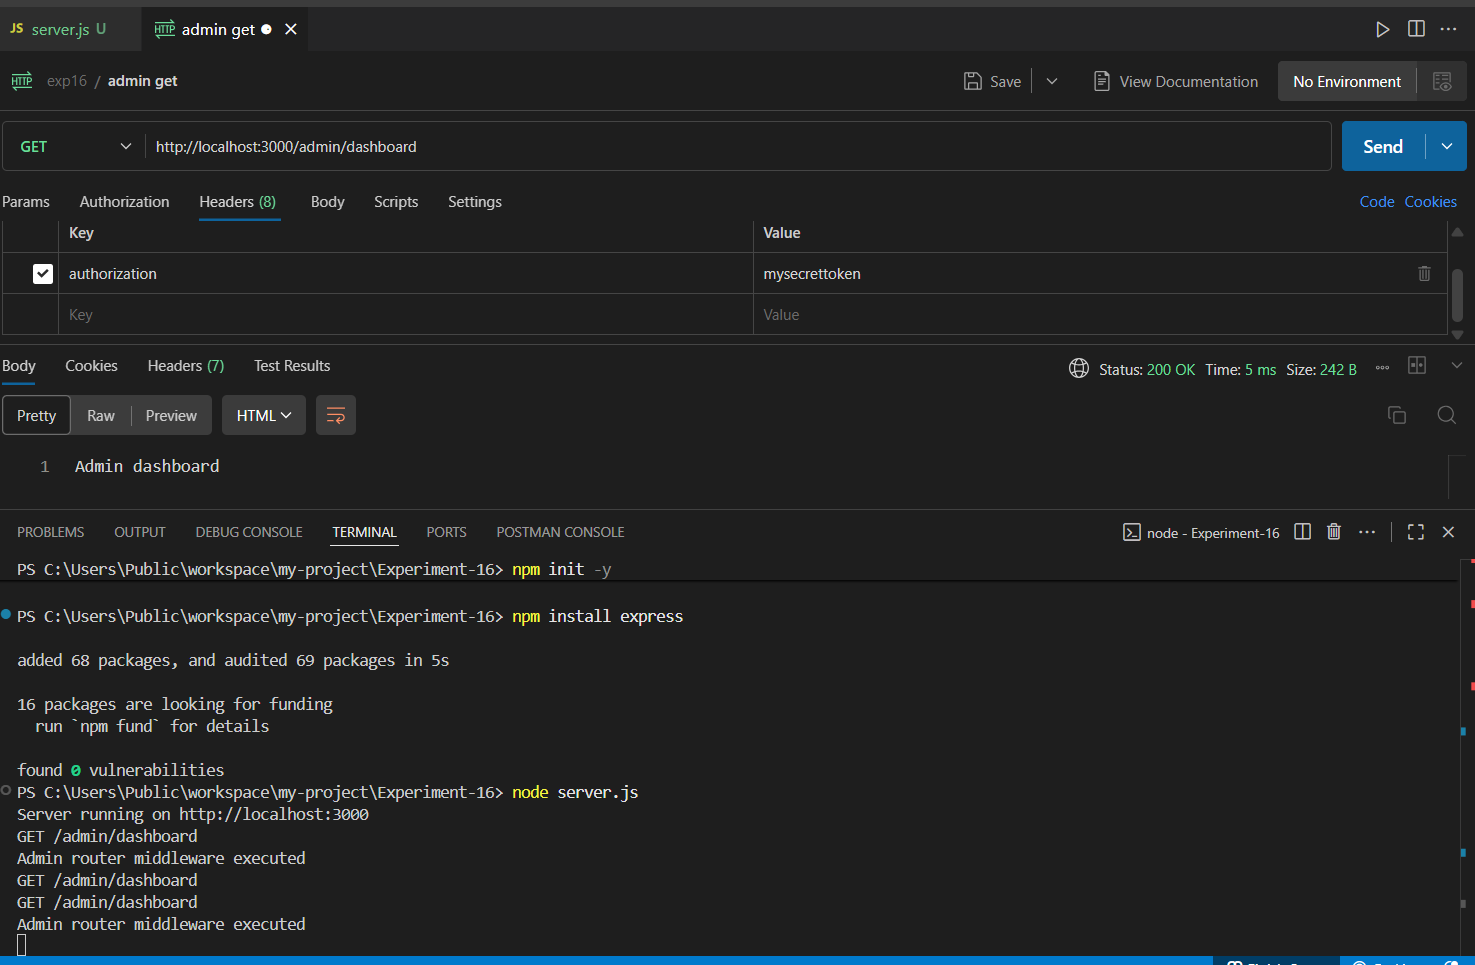 JS server.js U
HTTP admin get
HTTP exp16 / admin get
Save
View Documentation
No Environment
GET
http://localhost:3000/admin/dashboard
Send
Params Authorization Headers (8) Body Scripts Settings
Code Cookies
Key Value
authorization mysecrettoken
Key Value
Body Cookies Headers (7) Test Results
Status: 200 OK Time: 5 ms Size: 242 B
Pretty Raw Preview HTML
1 Admin dashboard
PROBLEMS OUTPUT DEBUG CONSOLE TERMINAL PORTS POSTMAN CONSOLE
node - Experiment-16
PS C:\Users\Public\workspace\my-project\Experiment-16> npm init -y
PS C:\Users\Public\workspace\my-project\Experiment-16> npm install express
added 68 packages, and audited 69 packages in 5s
16 packages are looking for funding
run `npm fund` for details
found 0 vulnerabilities
PS C:\Users\Public\workspace\my-project\Experiment-16> node server.js
Server running on http://localhost:3000
GET /admin/dashboard
Admin router middleware executed
GET /admin/dashboard
GET /admin/dashboard
Admin router middleware executed